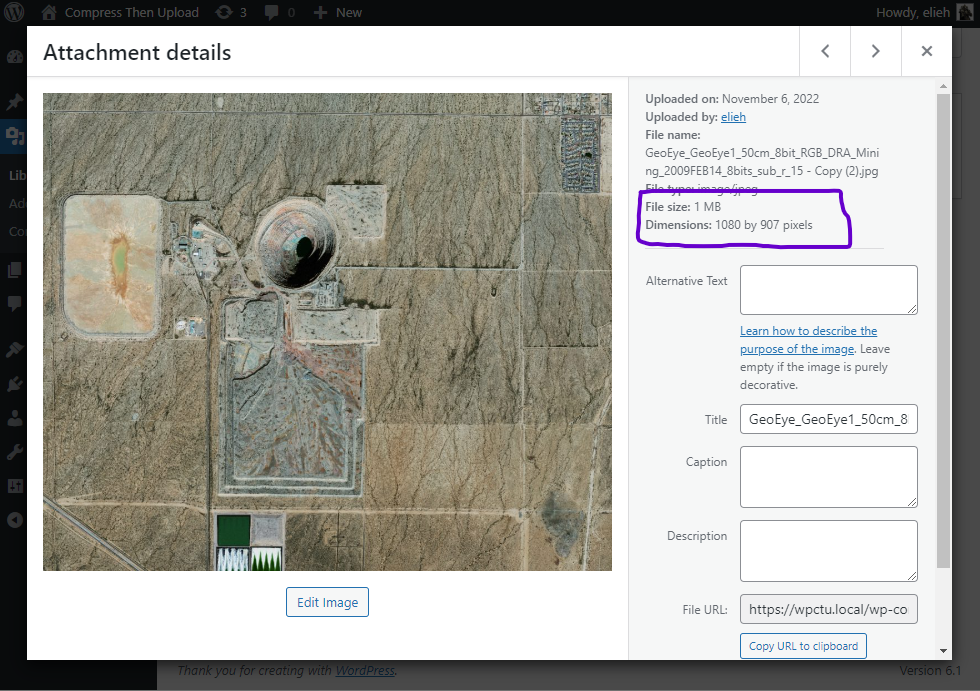 Compress Then Upload 3 0 New Howdy, elieh
Attachment details
Uploaded on: November 6, 2022
Uploaded by: elieh
File name:
GeoEye_GeoEye1_50cm_8bit_RGB_DRA_Mini
ng_2009FEB14_8bits_sub_r_15 - Copy (2).jpg
File type: image/jpeg
File size: 1 MB
Dimensions: 1080 by 907 pixels
Lib
Ad
Co
Alternative Text
Learn how to describe the
purpose of the image. Leave
empty if the image is purely
decorative.
Title GeoEye_GeoEye1_50cm_8
Caption
Description
File URL: https://wpctu.local/wp-co
Copy URL to clipboard
Edit Image
Thank you for creating with WordPress. Version 6.1